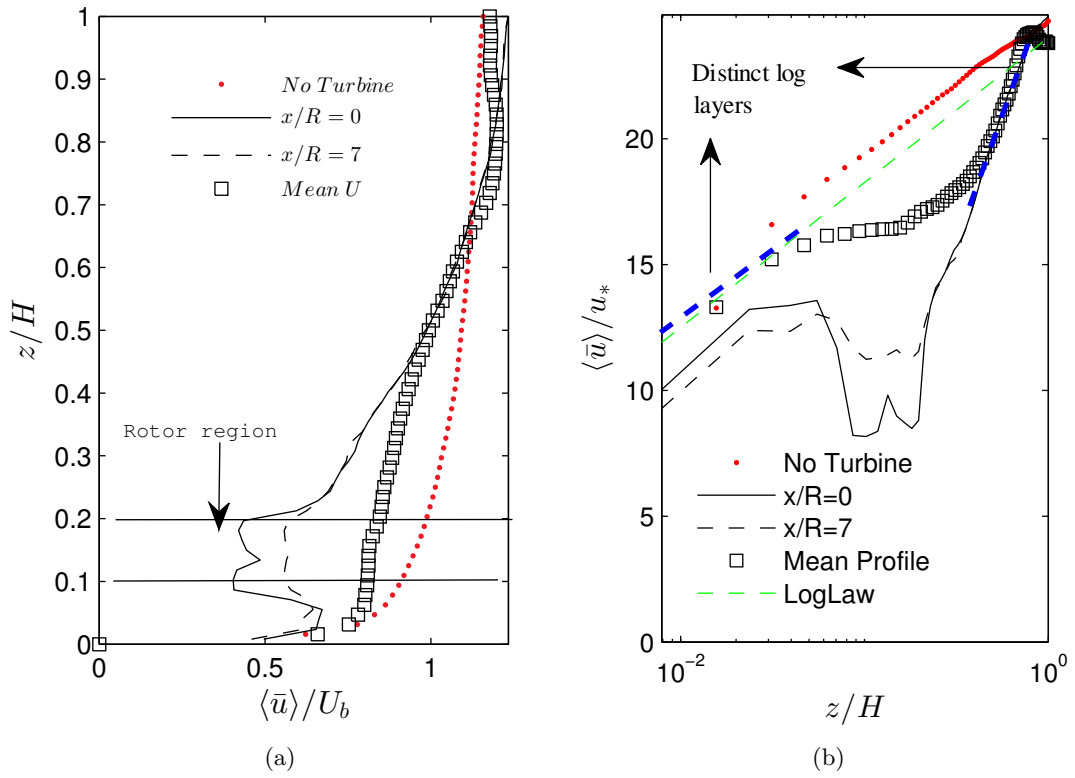 1
0.9
0.8
0.7
0.6
0.5
0.4
0.3
0.2
0.1
0
z/H
No Turbine
x/R = 0
x/R = 7
Mean U
Rotor region
0 0.5 1
⟨ū⟩/U_b
(a)
20
15
10
5
0
⟨ū⟩/u_*
Distinct log
layers
No Turbine
x/R=0
x/R=7
Mean Profile
LogLaw
10⁻² 10⁰
z/H
(b)